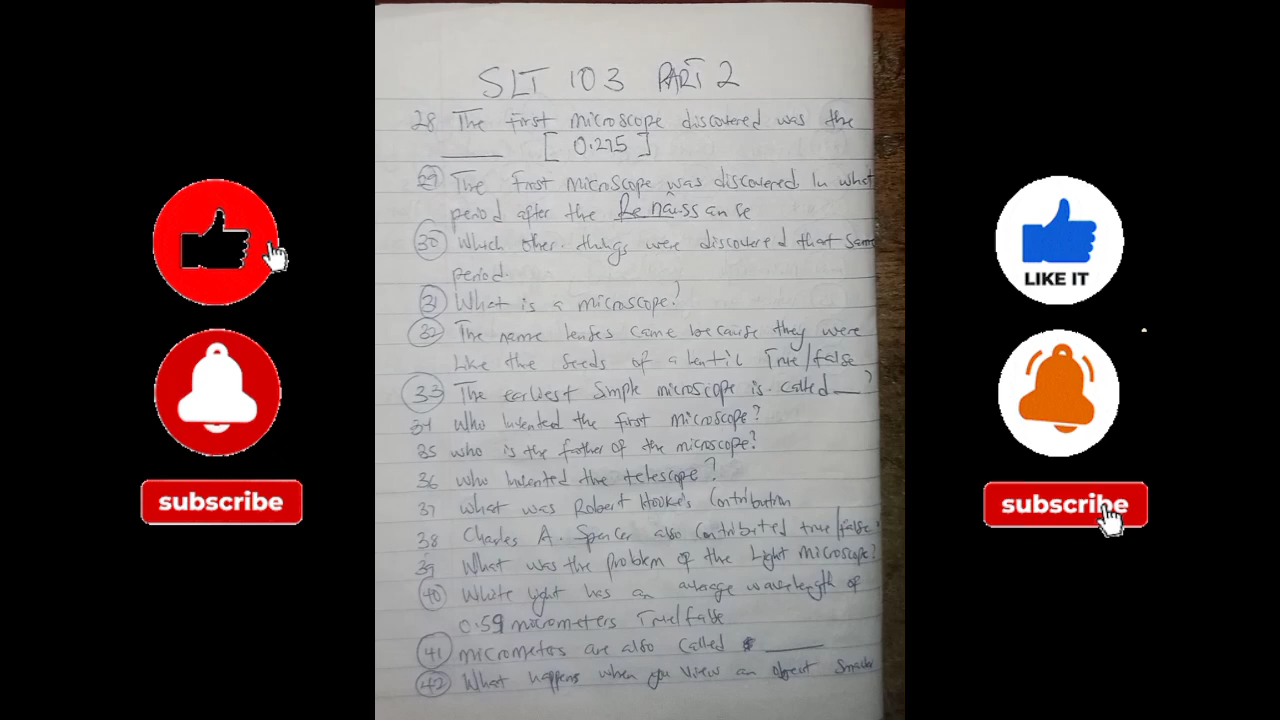 SLT 103 PART 2
28 The first microscope discovered was the
____ [ 0.275 ]
29 The first microscope was discovered in what
period after the Renaussanse
30 Which other things were discovered that same
period.
31 What is a microscope?
32 The name lenses came because they were
like the seeds of a lentil True/false
33 The earliest simple microscope is called __?
34 Who invented the first microscope?
35 who is the father of the microscope?
36 who invented the telescope?
37 what was Robert Hooke's contribution
38 Charles A. Spencer also contributed true/false?
39 What was the problem of the Light microscope?
40 White light has an average wavelength of
0.59 micrometers True/false
41 micrometers are also called ____
42 What happens when you view an object smaller
subscribe
LIKE IT
subscribe